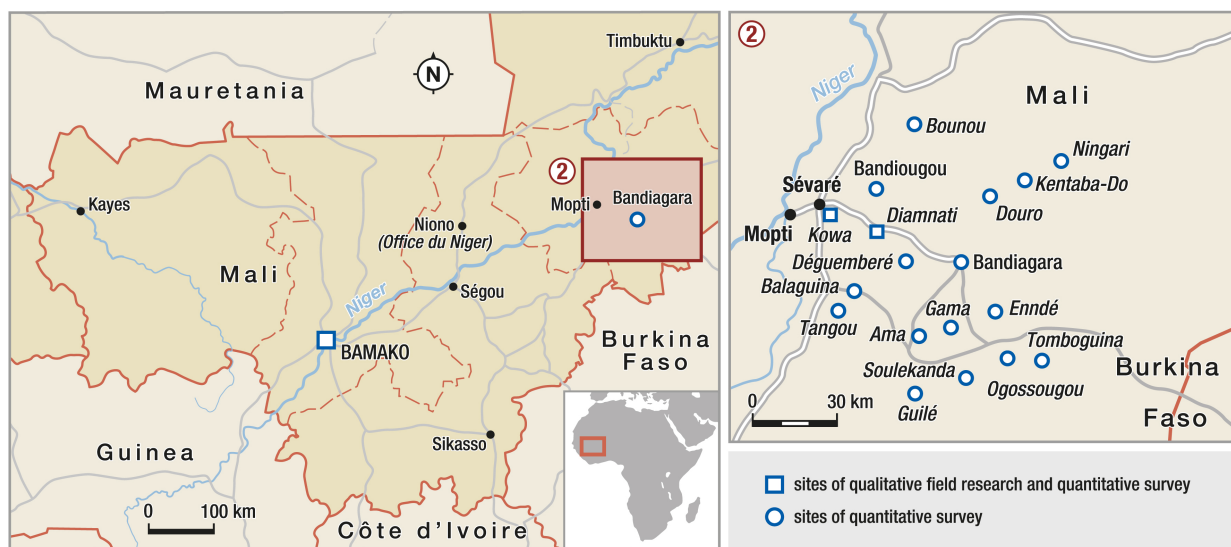 Timbuktu
N
Mauretania
2
Mopti
Bandiagara
Kayes
Niono
(Office du Niger)
Mali
Niger
Ségou
BAMAKO
Burkina
Faso
Guinea
Sikasso
0 100 km
Côte d'Ivoire
2
Niger
Mali
Bounou
Ningari
Bandiougou
Kentaba-Do
Sévaré
Douro
Diamnati
Mopti
Kowa
Déguemberé
Bandiagara
Balaguina
Gama
Enndé
Tangou
Ama
Tomboguina
Soulekanda
Burkina
Ogossougou
0 30 km
Guilé
Faso
sites of qualitative field research and quantitative survey
sites of quantitative survey